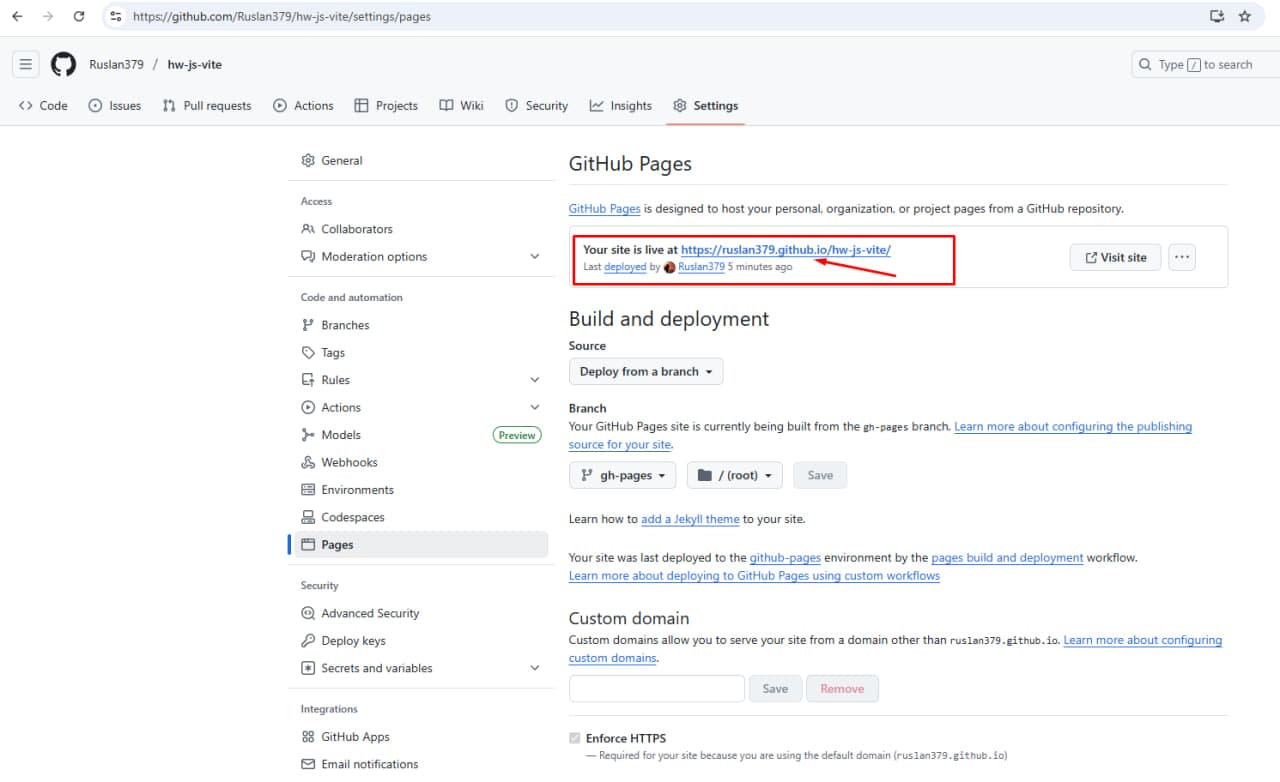 https://github.com/Ruslan379/hw-js-vite/settings/pages
Ruslan379 / hw-js-vite
Type / to search
Code Issues Pull requests Actions Projects Wiki Security Insights Settings
General
Access
Collaborators
Moderation options
Code and automation
Branches
Tags
Rules
Actions
Models Preview
Webhooks
Environments
Codespaces
Pages
Security
Advanced Security
Deploy keys
Secrets and variables
Integrations
GitHub Apps
Email notifications
GitHub Pages
GitHub Pages is designed to host your personal, organization, or project pages from a GitHub repository.
Your site is live at https://ruslan379.github.io/hw-js-vite/
Last deployed by Ruslan379 5 minutes ago
Visit site
Build and deployment
Source
Deploy from a branch
Branch
Your GitHub Pages site is currently being built from the gh-pages branch. Learn more about configuring the publishing
source for your site.
gh-pages / (root) Save
Learn how to add a Jekyll theme to your site.
Your site was last deployed to the github-pages environment by the pages build and deployment workflow.
Learn more about deploying to GitHub Pages using custom workflows
Custom domain
Custom domains allow you to serve your site from a domain other than ruslan379.github.io. Learn more about configuring
custom domains.
Save Remove
Enforce HTTPS
— Required for your site because you are using the default domain (ruslan379.github.io)